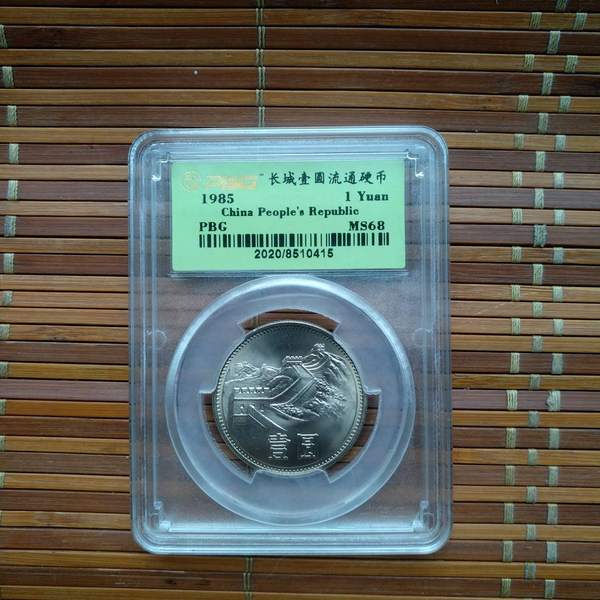 长城壹圆流通硬币
1985 1 Yuan
China People's Republic
PBG MS68
2020/8510415
壹圆